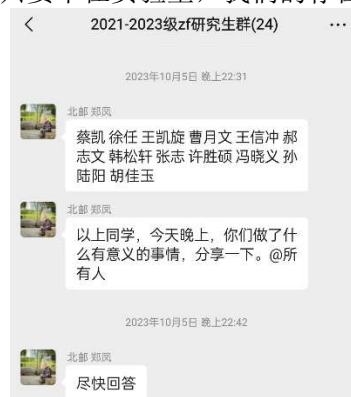 2021-2023级zf研究生群(24)
2023年10月5日 晚上22:31
北邮 郑凤
蔡凯 徐任 王凯旋 曹月文 王信冲 郝
志文 韩松轩 张志 许胜硕 冯晓义 孙
陆阳 胡佳玉
北邮 郑凤
以上同学，今天晚上，你们做了什
么有意义的事情，分享一下。@所
有人
2023年10月5日 晚上22:42
北邮 郑凤
尽快回答